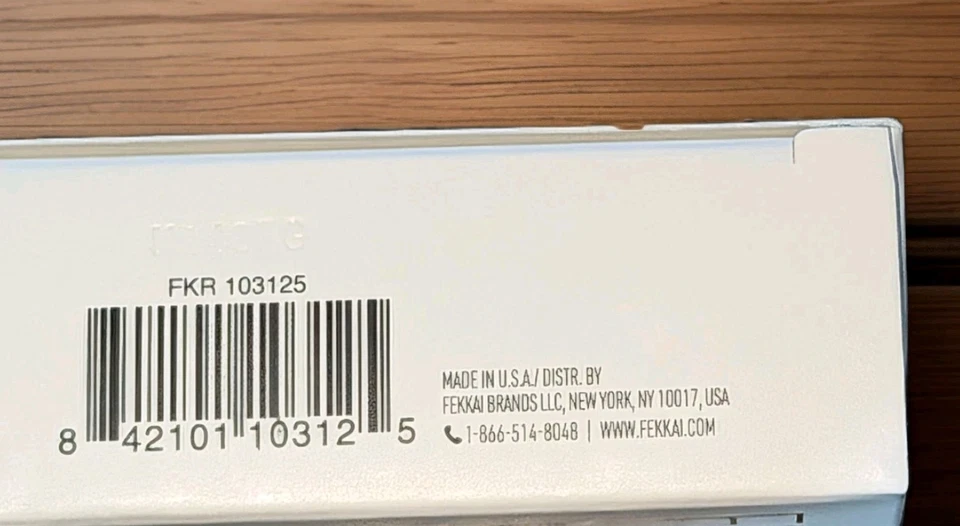 FKR 103125
8 42101 10312 5
MADE IN U.S.A./ DISTR. BY
FEKKAI BRANDS LLC, NEW YORK, NY 10017, USA
1-866-514-8048 | WWW.FEKKAI.COM